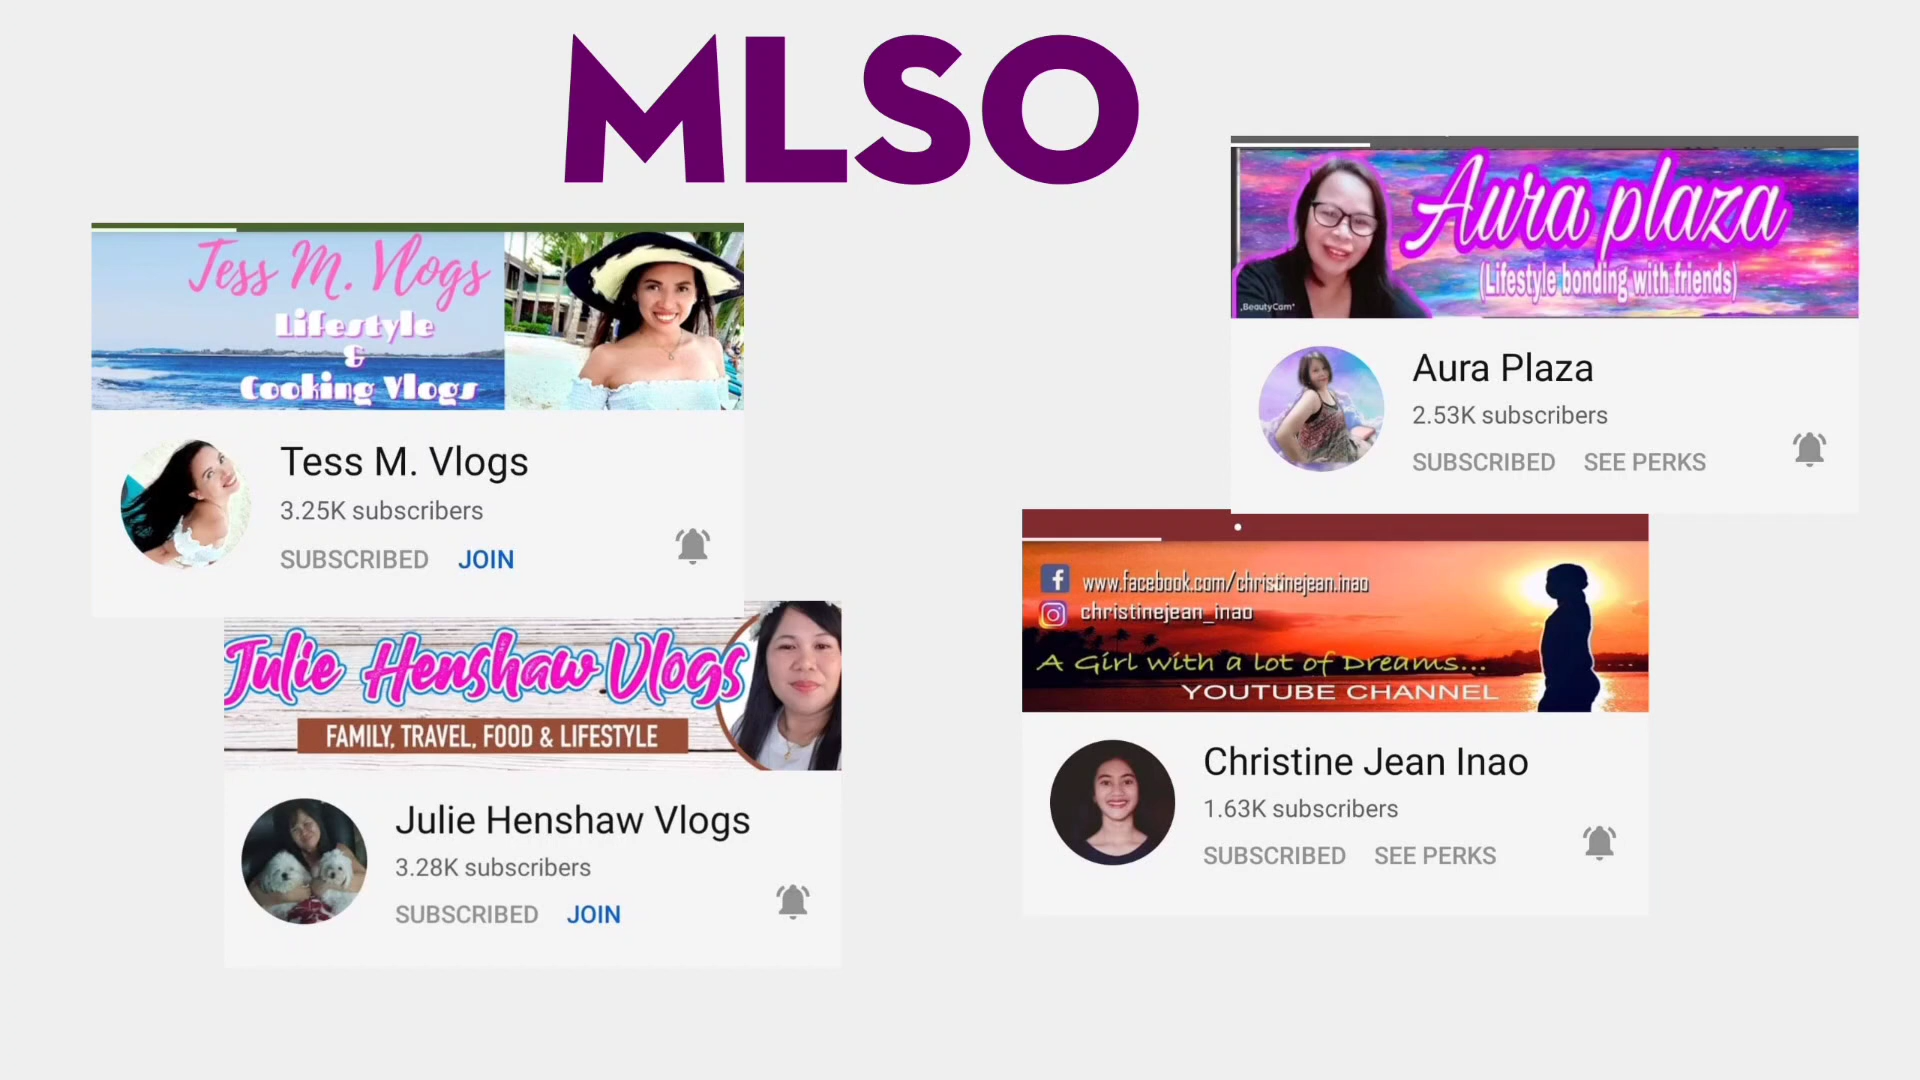 MLSO
Tess M. Vlogs
Lifestyle
&
Cooking Vlogs
Tess M. Vlogs
3.25K subscribers
SUBSCRIBED JOIN
Julie Henshaw Vlogs
FAMILY, TRAVEL, FOOD & LIFESTYLE
Julie Henshaw Vlogs
3.28K subscribers
SUBSCRIBED JOIN
Aura plaza
(Lifestyle bonding with friends)
„BeautyCam"
Aura Plaza
2.53K subscribers
SUBSCRIBED SEE PERKS
www.facebook.com/christinejean.inao
christinejean_inao
A Girl with a lot of Dreams...
YOUTUBE CHANNEL
Christine Jean Inao
1.63K subscribers
SUBSCRIBED SEE PERKS